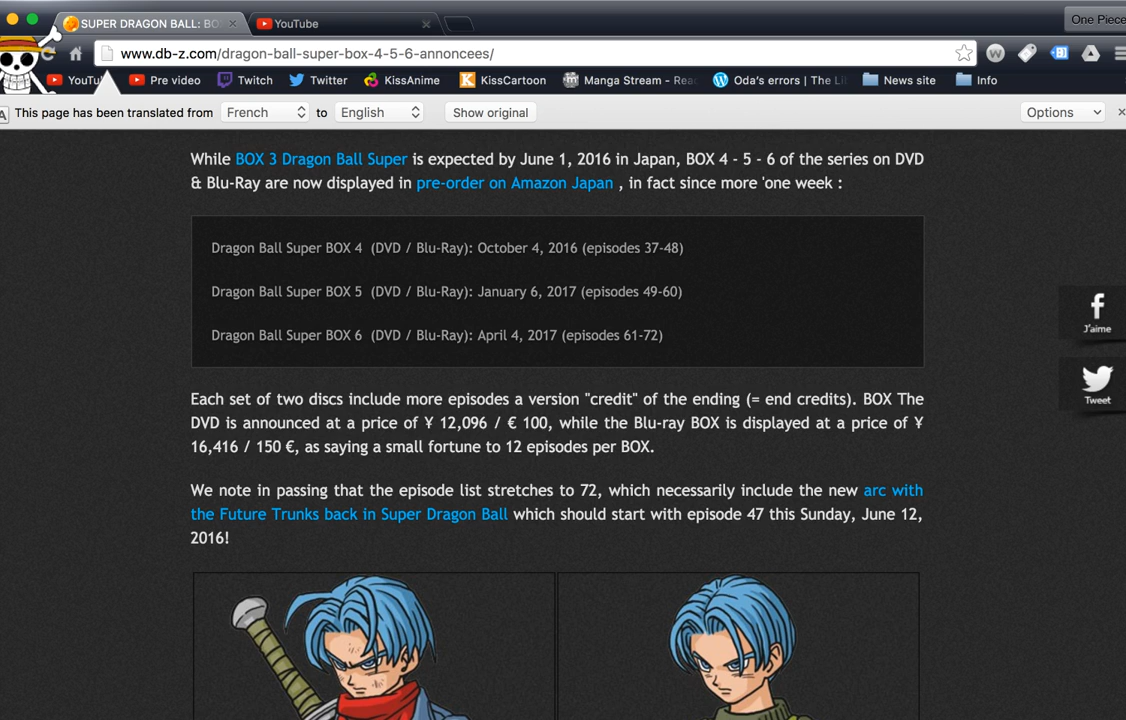 SUPER DRAGON BALL: BO
YouTube
One Piece
www.db-z.com/dragon-ball-super-box-4-5-6-annoncees/
YouTu
Pre video
Twitch
Twitter
KissAnime
KissCartoon
Manga Stream - Rea
Oda's errors | The Li
News site
Info
This page has been translated from French to English Show original Options
While BOX 3 Dragon Ball Super is expected by June 1, 2016 in Japan, BOX 4 - 5 - 6 of the series on DVD
& Blu-Ray are now displayed in pre-order on Amazon Japan , in fact since more 'one week :
Dragon Ball Super BOX 4 (DVD / Blu-Ray): October 4, 2016 (episodes 37-48)
Dragon Ball Super BOX 5 (DVD / Blu-Ray): January 6, 2017 (episodes 49-60)
Dragon Ball Super BOX 6 (DVD / Blu-Ray): April 4, 2017 (episodes 61-72)
J'aime
Tweet
Each set of two discs include more episodes a version "credit" of the ending (= end credits). BOX The
DVD is announced at a price of ¥ 12,096 / € 100, while the Blu-ray BOX is displayed at a price of ¥
16,416 / 150 €, as saying a small fortune to 12 episodes per BOX.
We note in passing that the episode list stretches to 72, which necessarily include the new arc with
the Future Trunks back in Super Dragon Ball which should start with episode 47 this Sunday, June 12,
2016!